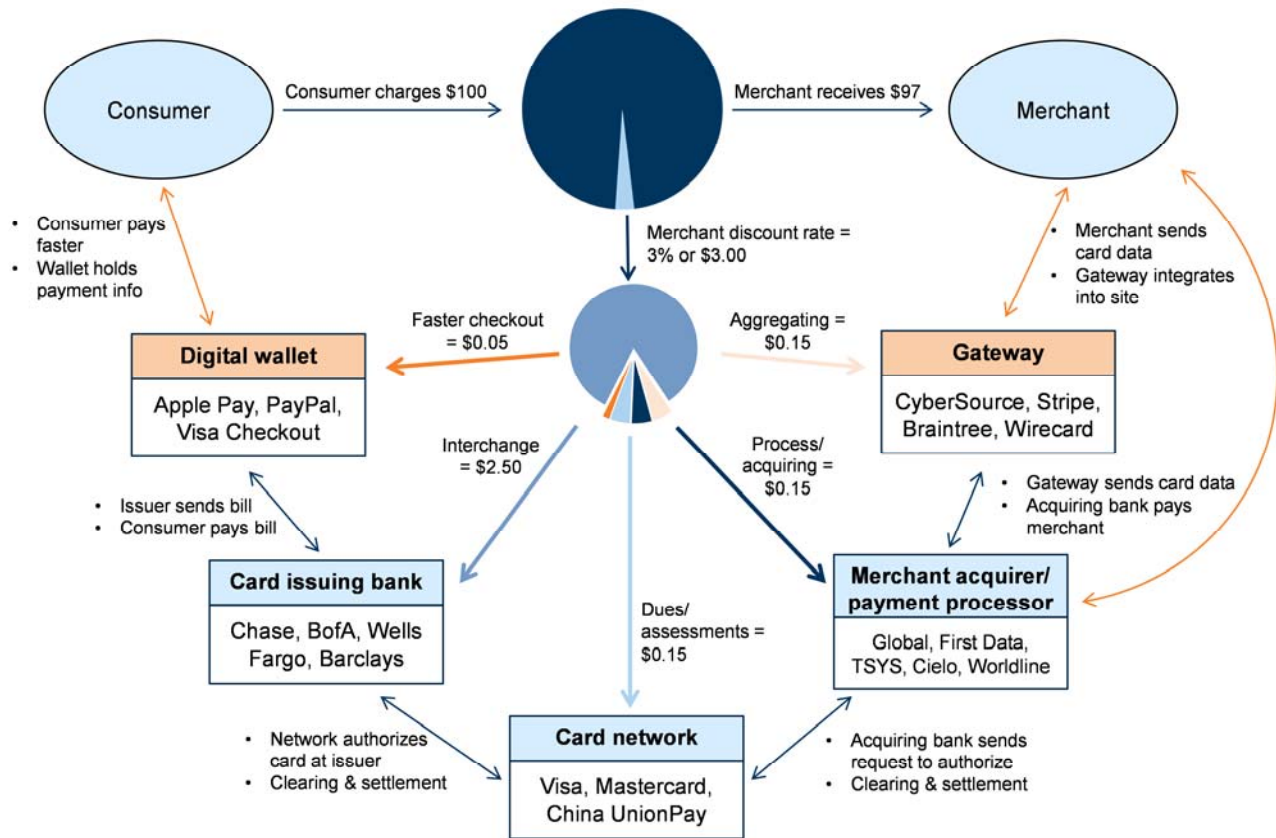 Consumer
Consumer charges $100
Merchant receives $97
Merchant
• Consumer pays
faster
• Wallet holds
payment info
Merchant discount rate =
3% or $3.00
• Merchant sends
card data
• Gateway integrates
into site
Faster checkout
= $0.05
Aggregating =
$0.15
Digital wallet
Apple Pay, PayPal,
Visa Checkout
Gateway
CyberSource, Stripe,
Braintree, Wirecard
Interchange
= $2.50
Process/
acquiring =
$0.15
• Issuer sends bill
• Consumer pays bill
• Gateway sends card data
• Acquiring bank pays
merchant
Card issuing bank
Chase, BofA, Wells
Fargo, Barclays
Dues/
assessments =
$0.15
Merchant acquirer/
payment processor
Global, First Data,
TSYS, Cielo, Worldline
• Network authorizes
card at issuer
• Clearing & settlement
Card network
Visa, Mastercard,
China UnionPay
• Acquiring bank sends
request to authorize
• Clearing & settlement